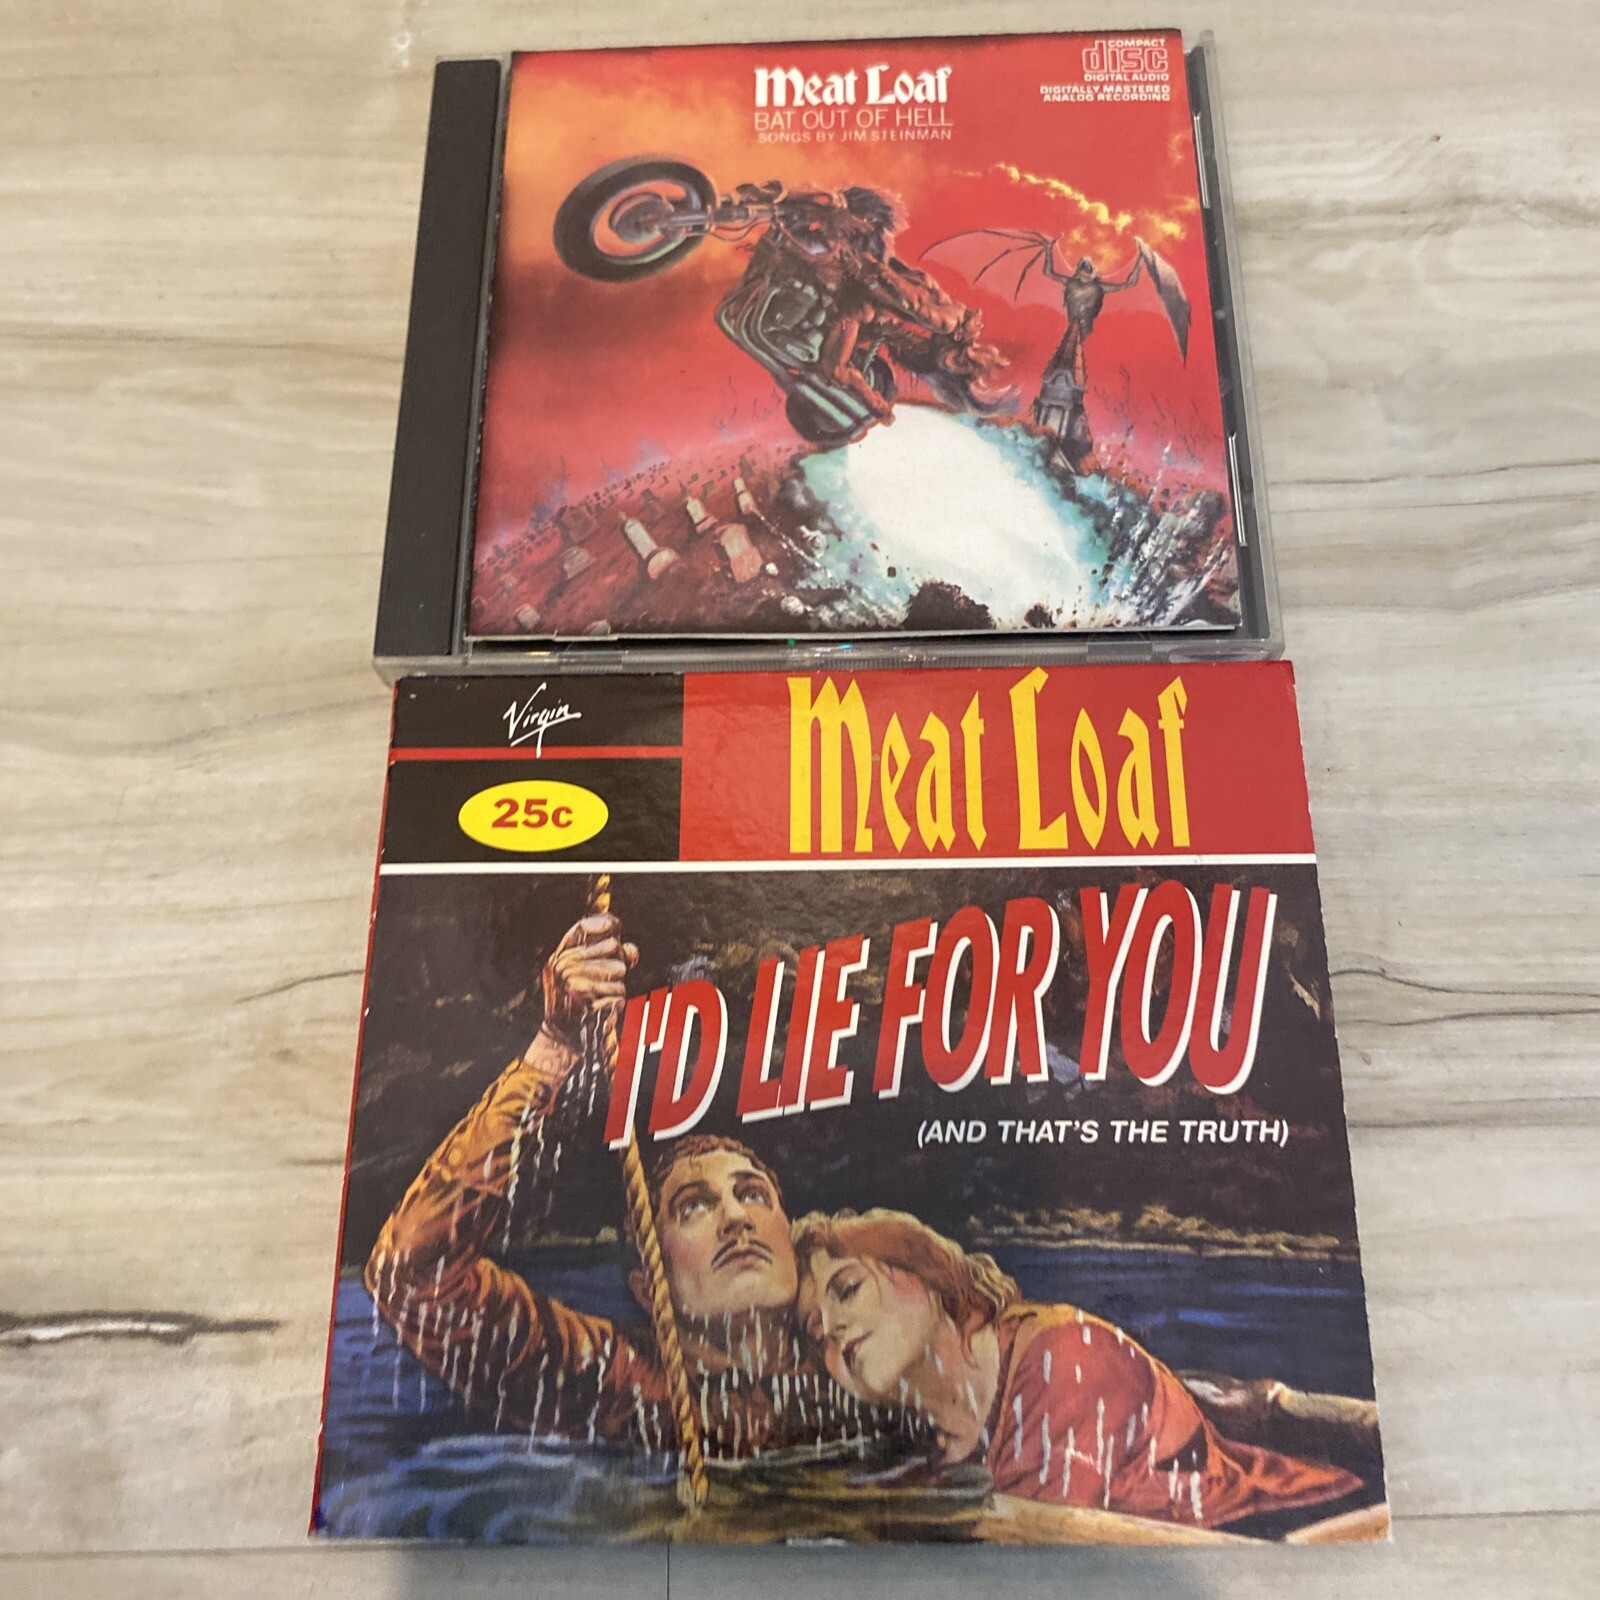 Meat Loaf
BAT OUT OF HELL
SONGS BY JIM STEINMAN
COMPACT
disc
DIGITAL AUDIO
DIGITALLY MASTERED
ANALOG RECORDING
Virgin
25c
Meat Loaf
I'D LIE FOR YOU
(AND THAT'S THE TRUTH)